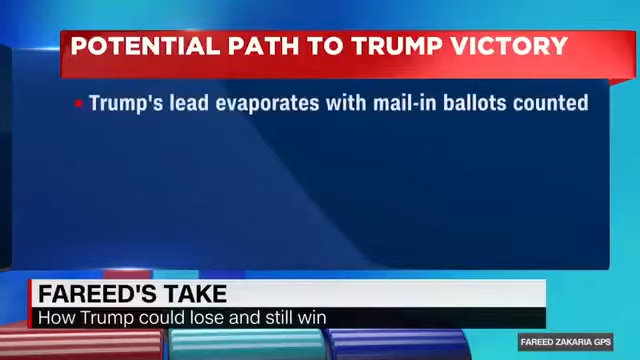 POTENTIAL PATH TO TRUMP VICTORY
Trump's lead evaporates with mail-in ballots counted
FAREED'S TAKE
How Trump could lose and still win
FAREED ZAKARIA GPS